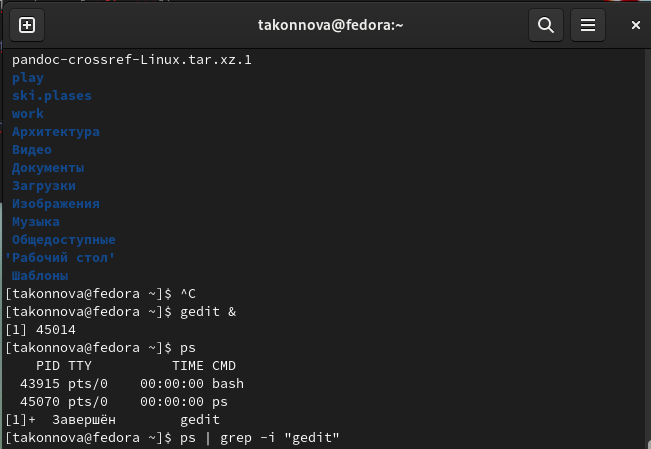 takonnova@fedora:~
pandoc-crossref-Linux.tar.xz.1
play
ski.plases
work
Архитектура
Видео
Документы
Загрузки
Изображения
Музыка
Общедоступные
'Рабочий стол'
Шаблоны
[takonnova@fedora ~]$ ^C
[takonnova@fedora ~]$ gedit &
[1] 45014
[takonnova@fedora ~]$ ps
    PID TTY          TIME CMD
  43915 pts/0    00:00:00 bash
  45070 pts/0    00:00:00 ps
[1]+  Завершён        gedit
[takonnova@fedora ~]$ ps | grep -i "gedit"